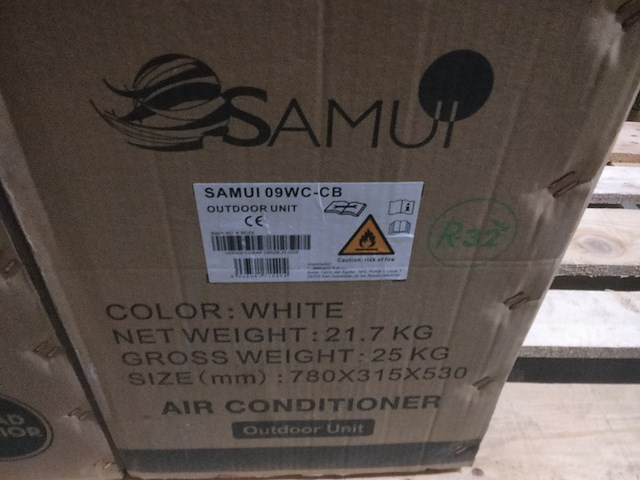 SAMUI
SAMUI 09WC-CB
OUTDOOR UNIT
CE
Caution, risk of fire
R-32
COLOR: WHITE
NET WEIGHT: 21.7 KG
GROSS WEIGHT: 25 KG
SIZE(mm): 780X315X530
AIR CONDITIONER
Outdoor Unit